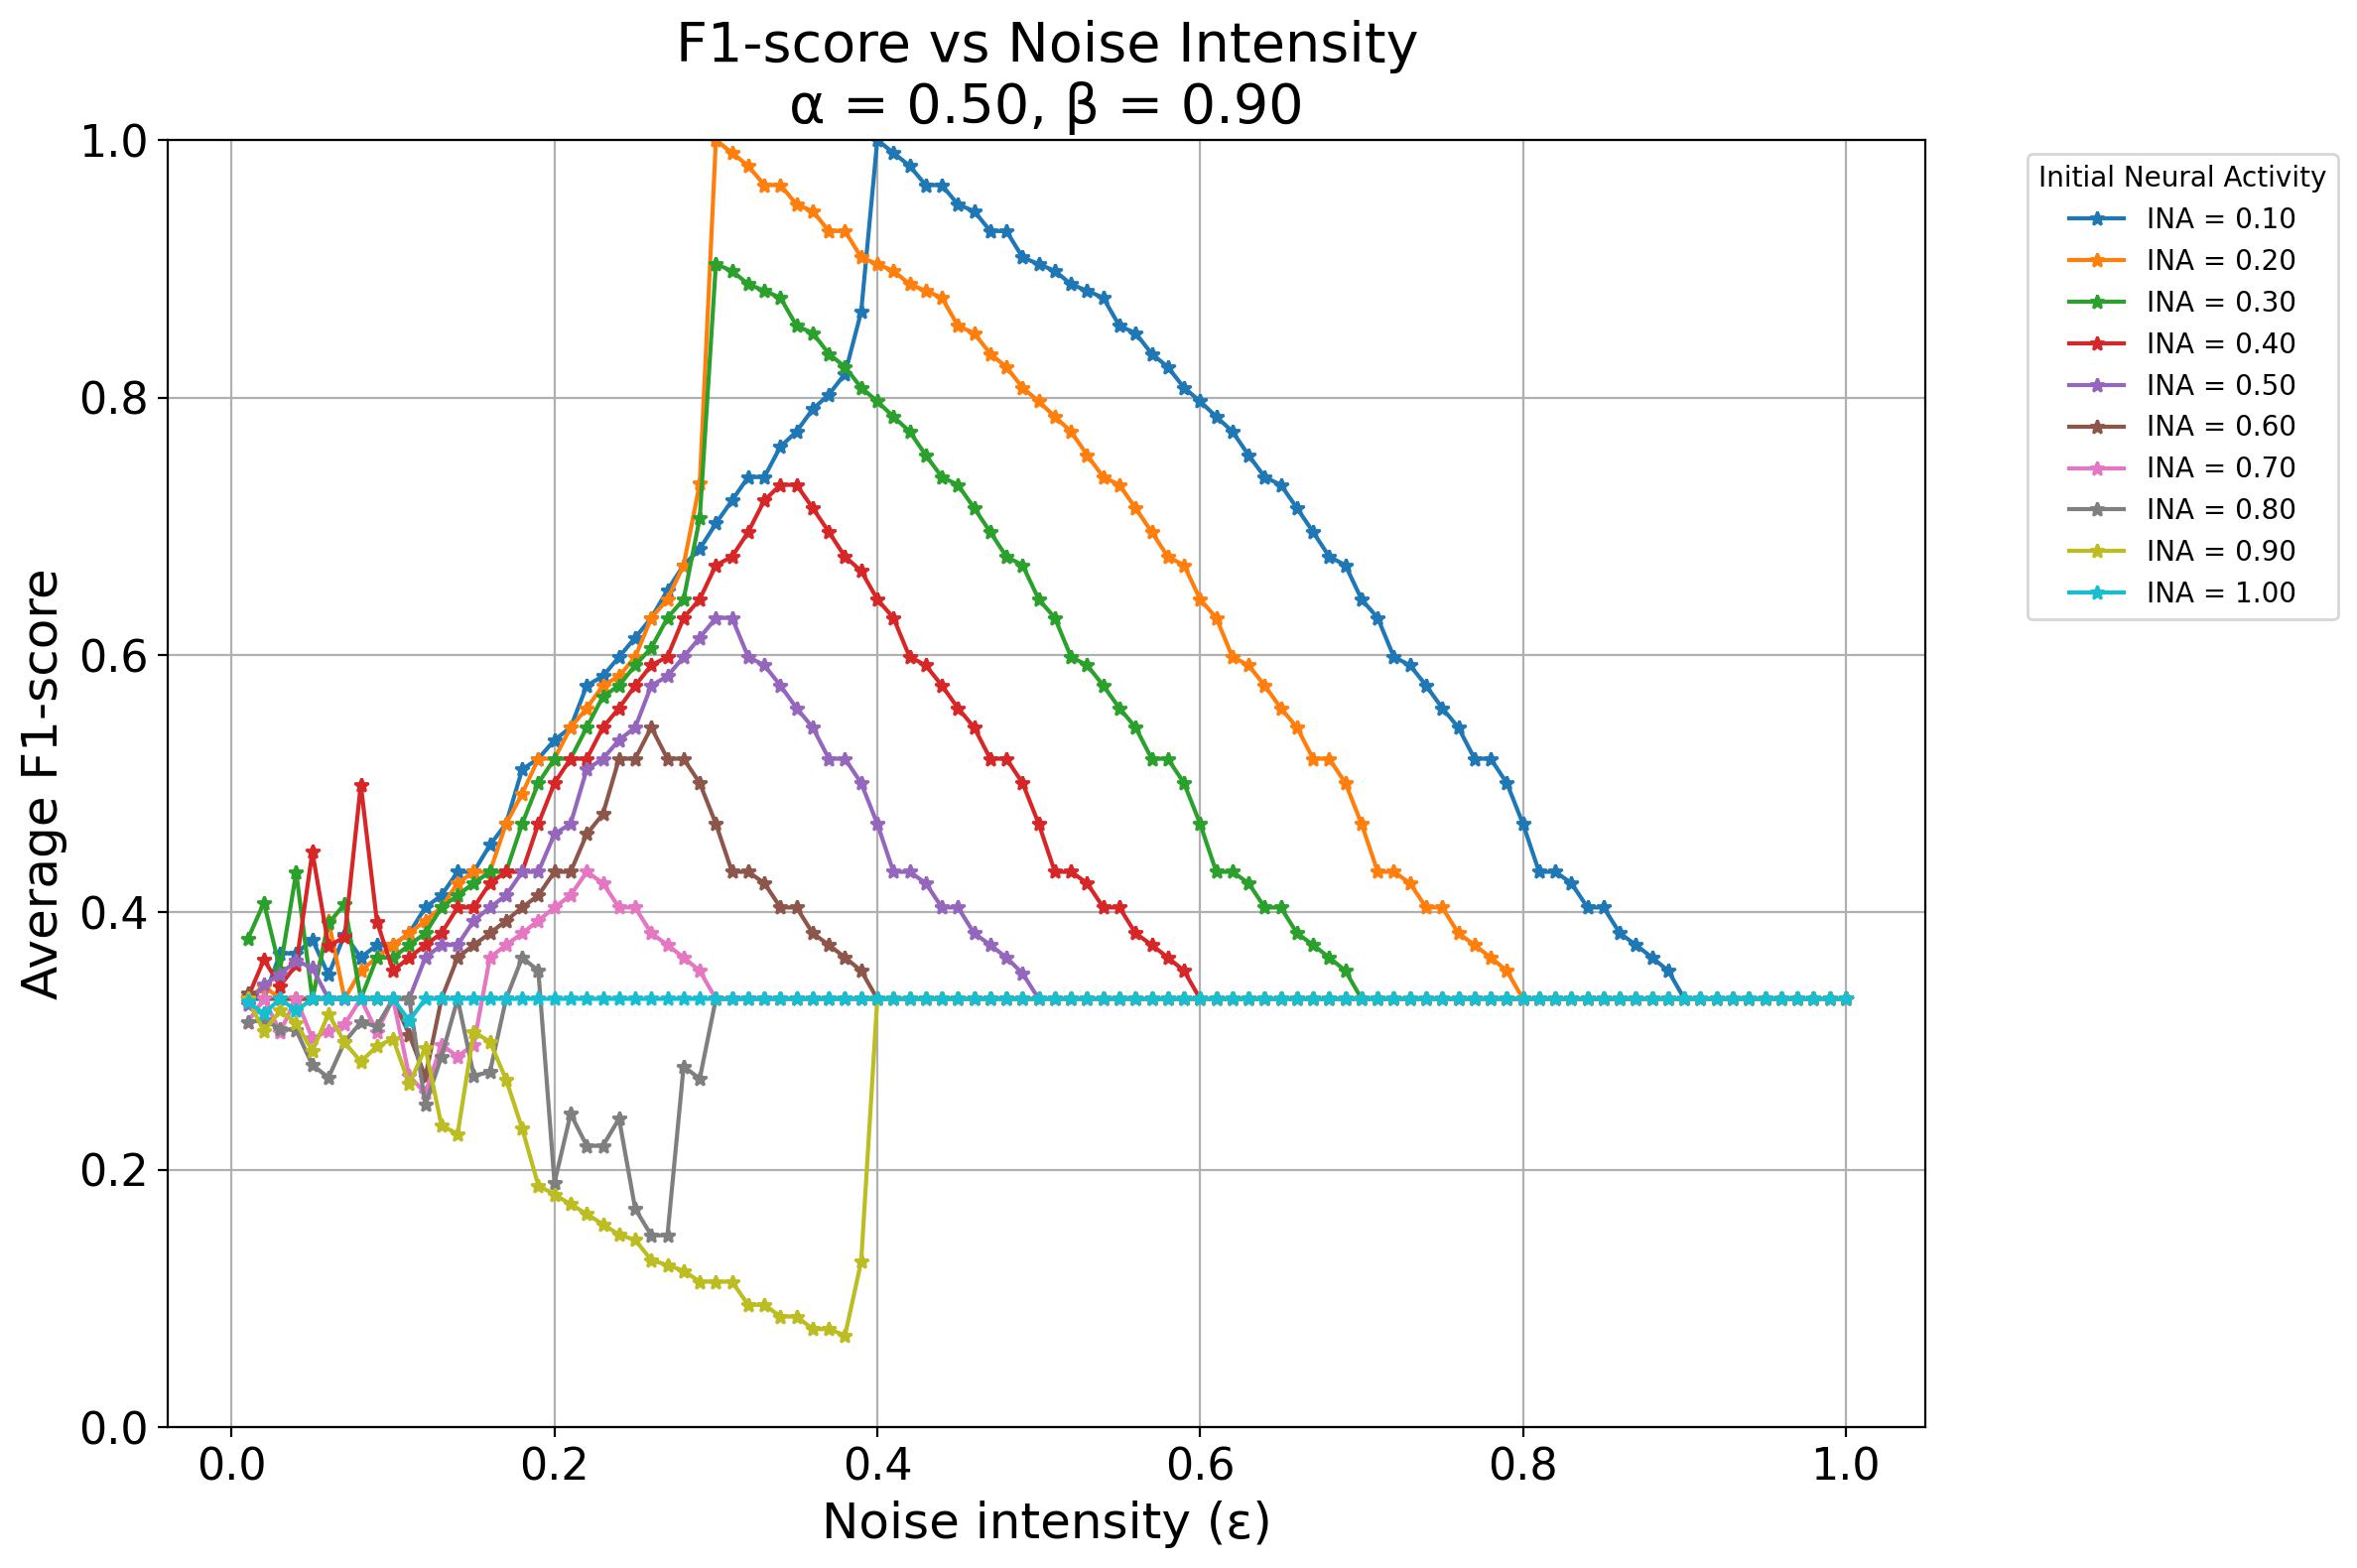 F1-score vs Noise Intensity
α = 0.50, β = 0.90
Average F1-score
1.0
0.8
0.6
0.4
0.2
0.0
0.0 0.2 0.4 0.6 0.8 1.0
Noise intensity (ε)
Initial Neural Activity
INA = 0.10
INA = 0.20
INA = 0.30
INA = 0.40
INA = 0.50
INA = 0.60
INA = 0.70
INA = 0.80
INA = 0.90
INA = 1.00